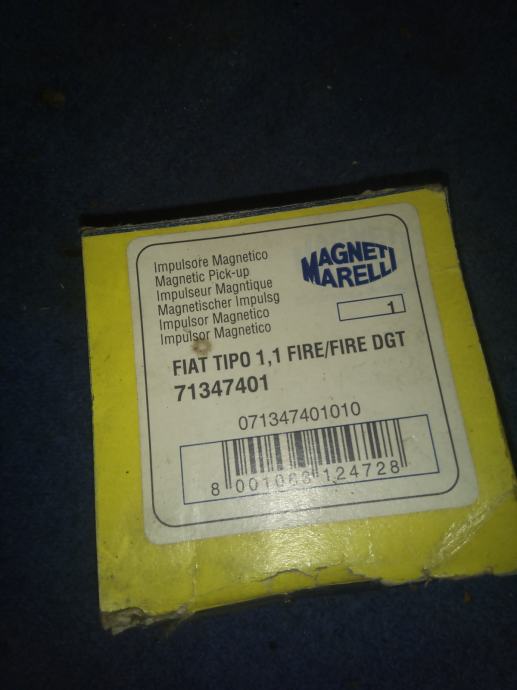 Impulsore Magnetico
Magnetic Pick-up
Impulseur Magntique
Magnetischer Impulsg
Impulsor Magnetico
Impulsor Magnetico
MAGNETI
MARELLI
1
FIAT TIPO 1,1 FIRE/FIRE DGT
71347401
071347401010
8 001063 124728